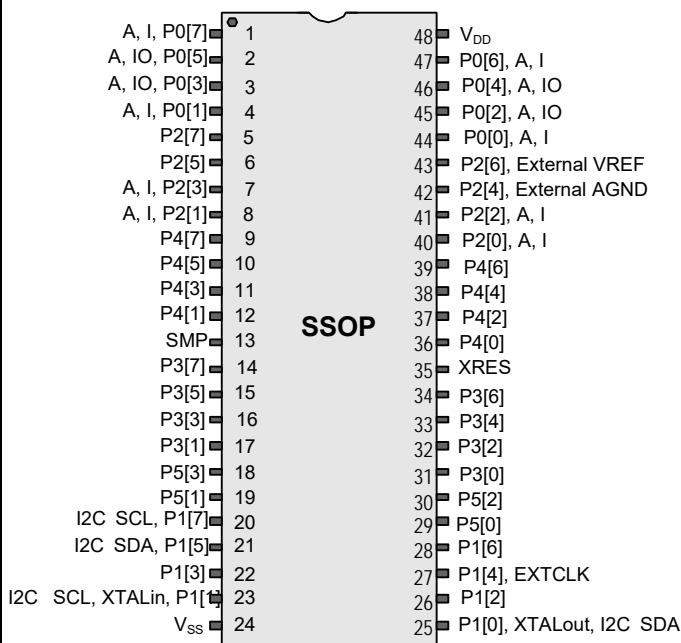 A, I, P0[7] 1 48 VDD
A, IO, P0[5] 2 47 P0[6], A, I
A, IO, P0[3] 3 46 P0[4], A, IO
A, I, P0[1] 4 45 P0[2], A, IO
P2[7] 5 44 P0[0], A, I
P2[5] 6 43 P2[6], External VREF
A, I, P2[3] 7 42 P2[4], External AGND
A, I, P2[1] 8 41 P2[2], A, I
P4[7] 9 40 P2[0], A, I
P4[5] 10 39 P4[6]
P4[3] 11 38 P4[4]
P4[1] 12 SSOP 37 P4[2]
SMP 13 36 P4[0]
P3[7] 14 35 XRES
P3[5] 15 34 P3[6]
P3[3] 16 33 P3[4]
P3[1] 17 32 P3[2]
P5[3] 18 31 P3[0]
P5[1] 19 30 P5[2]
I2C SCL, P1[7] 20 29 P5[0]
I2C SDA, P1[5] 21 28 P1[6]
P1[3] 22 27 P1[4], EXTCLK
I2C SCL, XTALin, P1[1] 23 26 P1[2]
VSS 24 25 P1[0], XTALout, I2C SDA